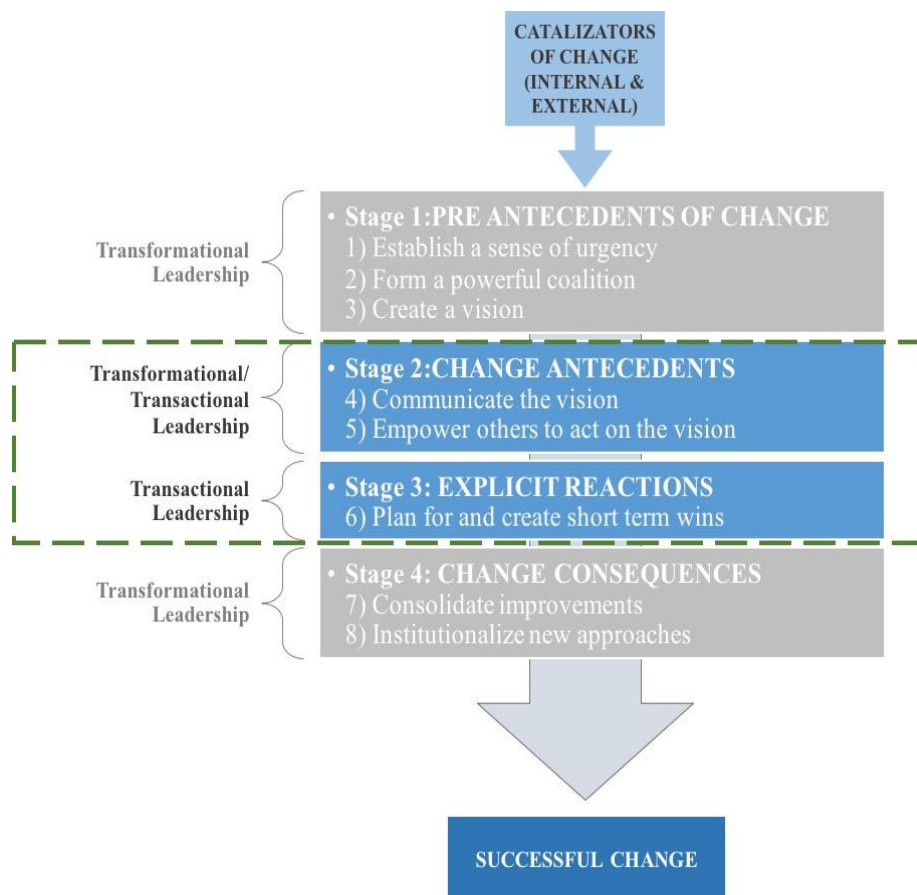 CATALIZATORS
OF CHANGE
(INTERNAL &
EXTERNAL)
Transformational
Leadership
• Stage 1:PRE ANTECEDENTS OF CHANGE
1) Establish a sense of urgency
2) Form a powerful coalition
3) Create a vision
Transformational/
Transactional
Leadership
• Stage 2:CHANGE ANTECEDENTS
4) Communicate the vision
5) Empower others to act on the vision
Transactional
Leadership
• Stage 3: EXPLICIT REACTIONS
6) Plan for and create short term wins
Transformational
Leadership
• Stage 4: CHANGE CONSEQUENCES
7) Consolidate improvements
8) Institutionalize new approaches
SUCCESSFUL CHANGE